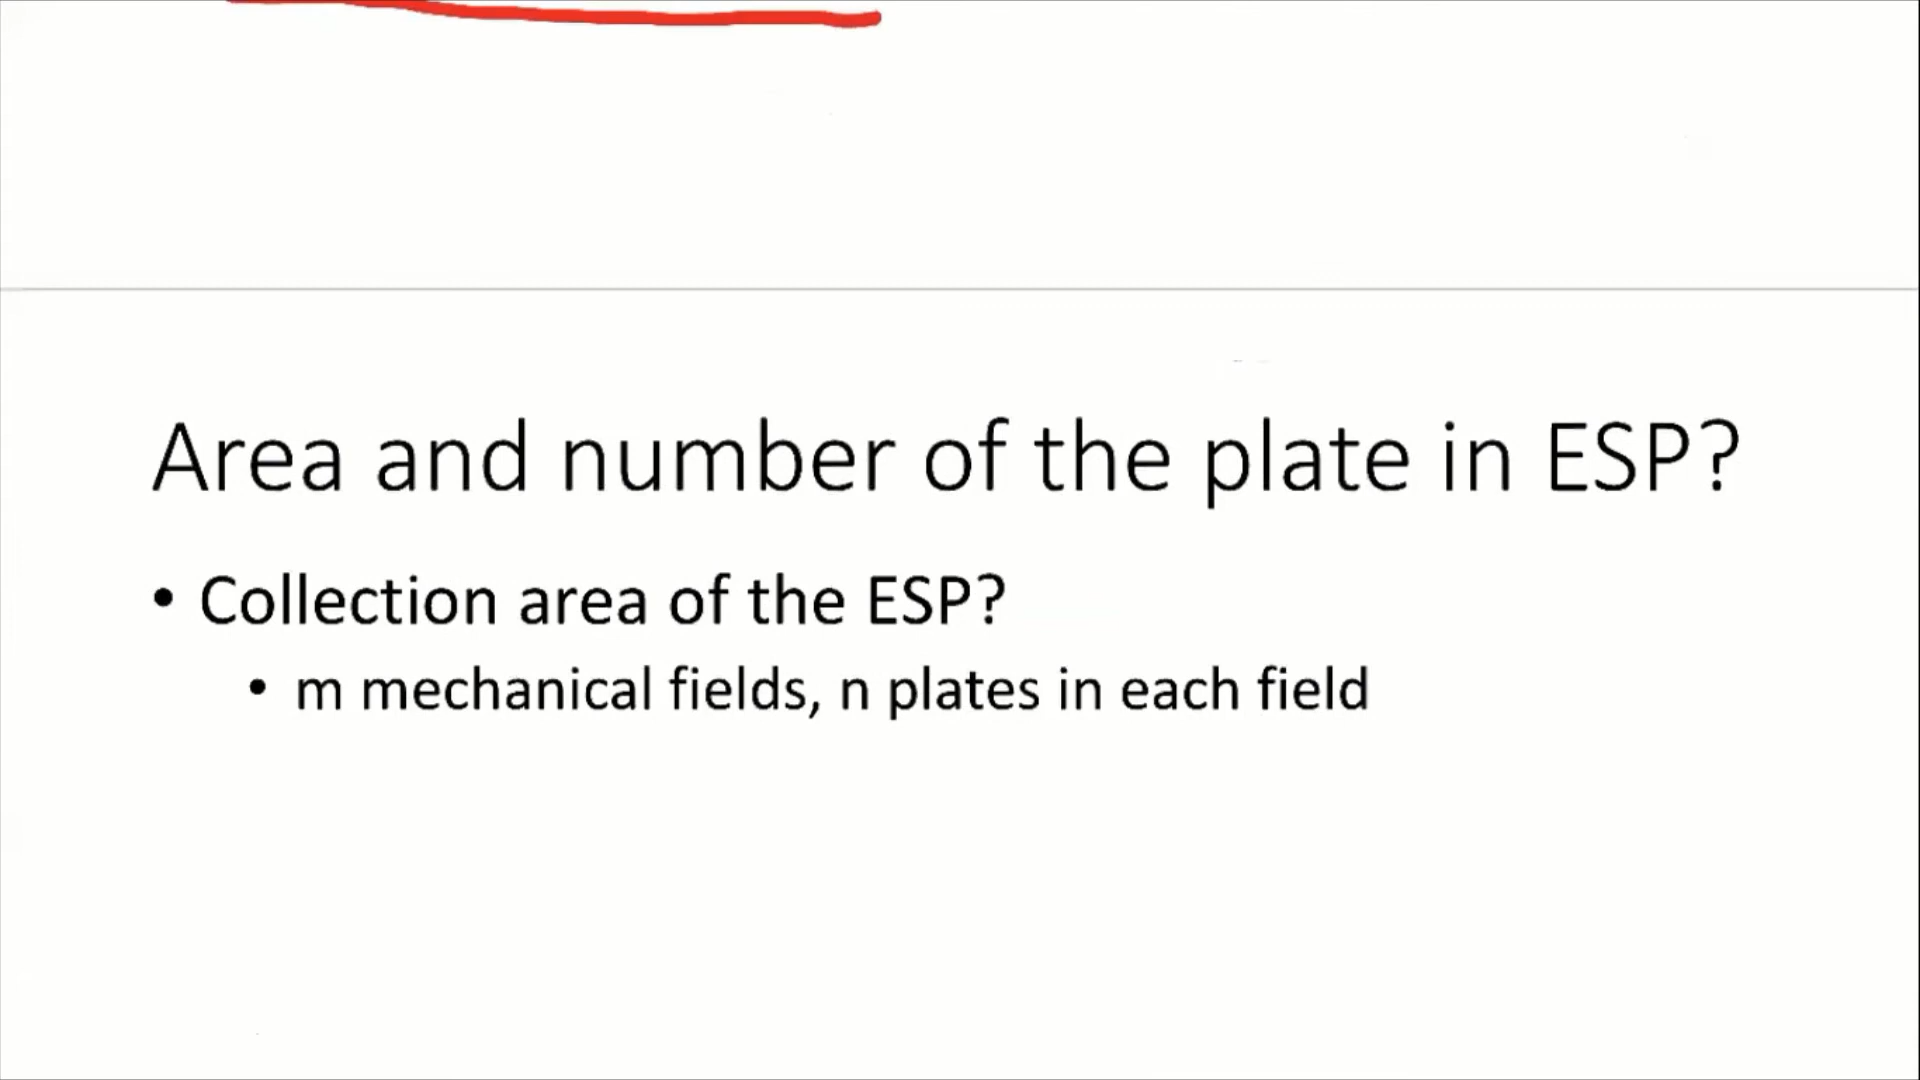 Area and number of the plate in ESP?
• Collection area of the ESP?
• m mechanical fields, n plates in each field